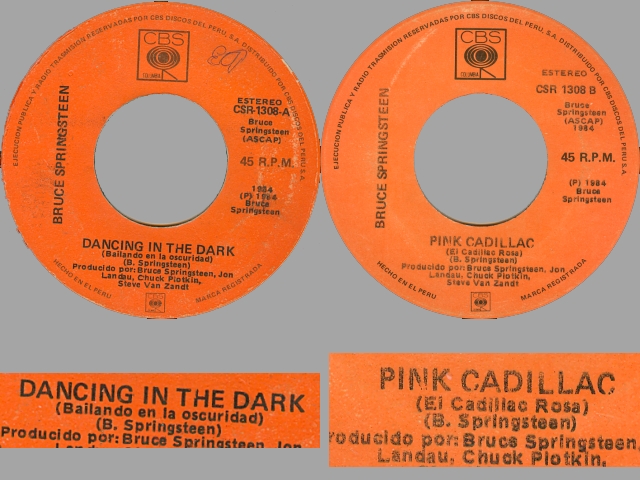 EJECUCION PUBLICA Y RADIO TRASMISION RESERVADOS POR CBS DISCOS DEL PERU, S.A. DISTRIBUIDO POR CBS DISCOS DEL PERU S.A.
CBS
COLUMBIA
ESTEREO
CSR-1308-A
Bruce
Springsteen
(ASCAP)
45 R.P.M.
1984
(P) 1984
Bruce
Springsteen
BRUCE SPRINGSTEEN
DANCING IN THE DARK
(Bailando en la oscuridad)
(B. Springsteen)
Producido por: Bruce Springsteen, Jon
Landau, Chuck Plotkin,
Steve Van Zandt
HECHO EN EL PERU
MARCA REGISTRADA
EJECUCION PUBLICA Y RADIO TRASMISION RESERVADOS POR CBS DISCOS DEL PERU, S.A. DISTRIBUIDO POR CBS DISCOS DEL PERU S.A.
CBS
COLUMBIA
ESTEREO
CSR 1308 B
Bruce
Springsteen
(ASCAP)
1984
45 R.P.M.
(P) 1984
Bruce
Springsteen
BRUCE SPRINGSTEEN
PINK CADILLAC
(El Cadillac Rosa)
(B. Springsteen)
Producido por: Bruce Springsteen, Jon,
Landau, Chuck Plotkin,
Steve Van Zandt
HECHO EN EL PERU
MARCA REGISTRADA
DANCING IN THE DARK
(Bailando en la oscuridad)
(B. Springsteen)
Producido por: Bruce Springsteen, Jon
PINK CADILLAC
(El Cadillac Rosa)
(B. Springsteen)
roducido por: Bruce Springsteen,
Landau, Chuck Plotkin,